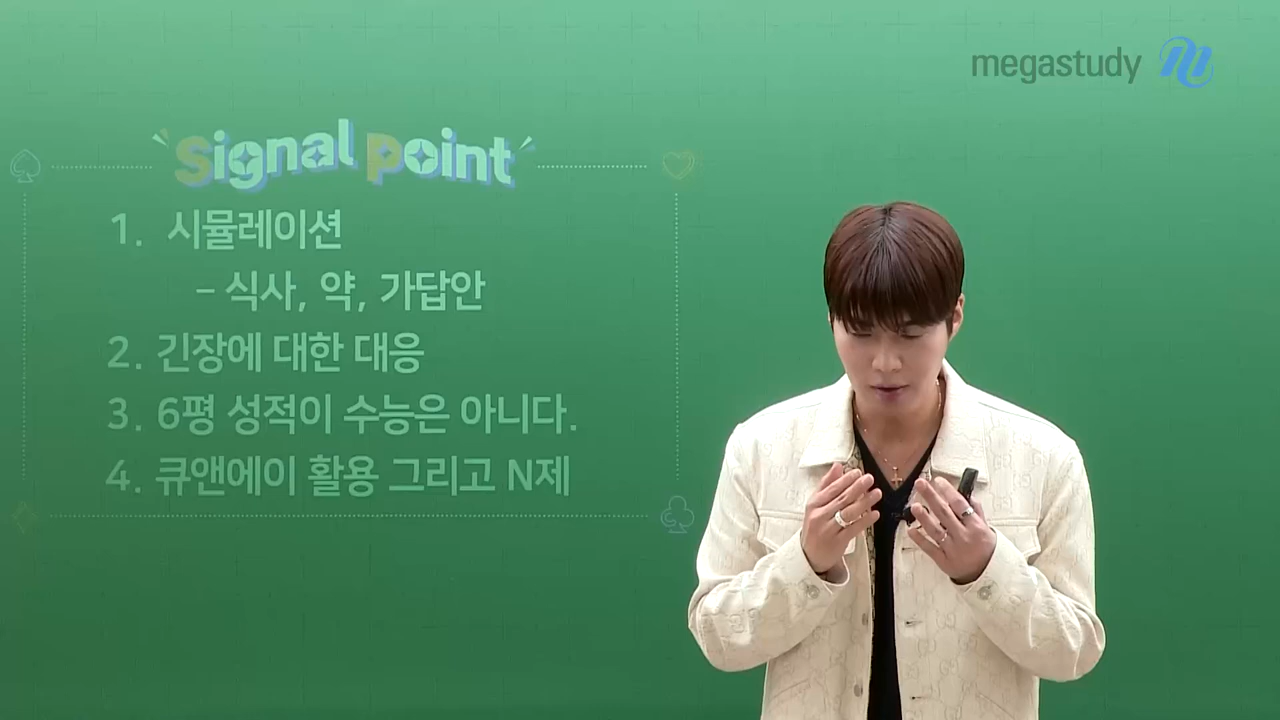 megastudy
Signal Point
1. 시뮬레이션
– 식사, 약, 가답안
2. 긴장에 대한 대응
3. 6평 성적이 수능은 아니다.
4. 큐앤에이 활용 그리고 N제